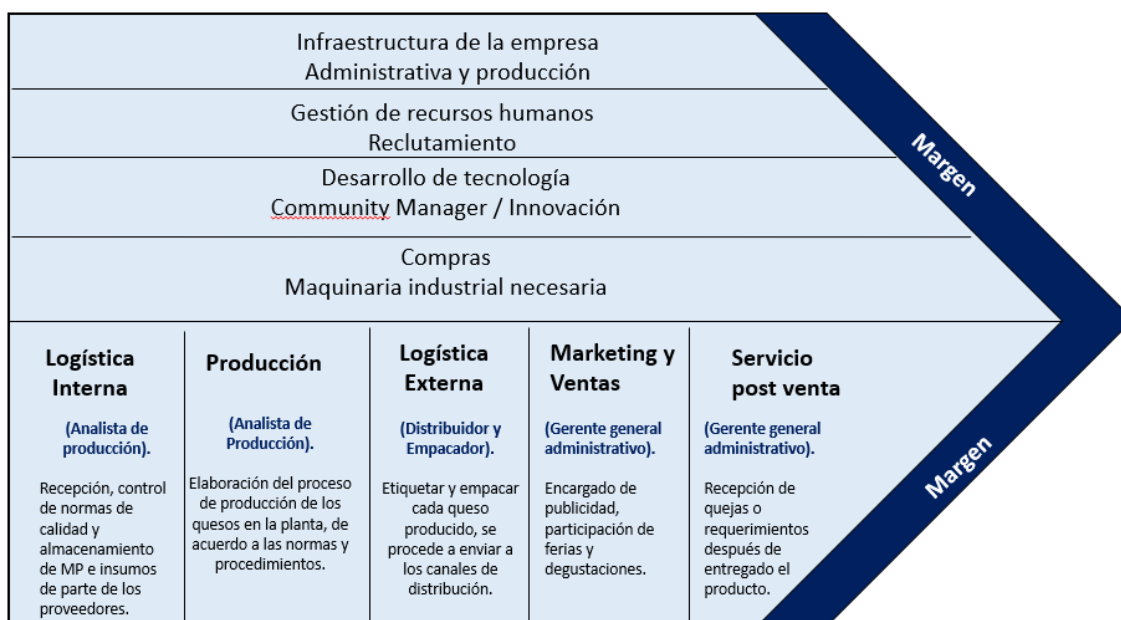 Infraestructura de la empresa
Administrativa y producción
Gestión de recursos humanos
Reclutamiento
Desarrollo de tecnología
Community Manager / Innovación
Compras
Maquinaria industrial necesaria
Margen
Margen
Logística
Interna
(Analista de
producción).
Recepción, control
de normas de
calidad y
almacenamiento
de MP e insumos
de parte de los
proveedores.
Producción
(Analista de
Producción).
Elaboración del proceso
de producción de los
quesos en la planta, de
acuerdo a las normas y
procedimientos.
Logística
Externa
(Distribuidor y
Empacador).
Etiquetar y empacar
cada queso
producido, se
procede a enviar a
los canales de
distribución.
Marketing y
Ventas
(Gerente general
administrativo).
Encargado de
publicidad,
participación de
ferias y
degustaciones.
Servicio
post venta
(Gerente general
administrativo).
Recepción de
quejas o
requerimientos
después de
entregado el
producto.